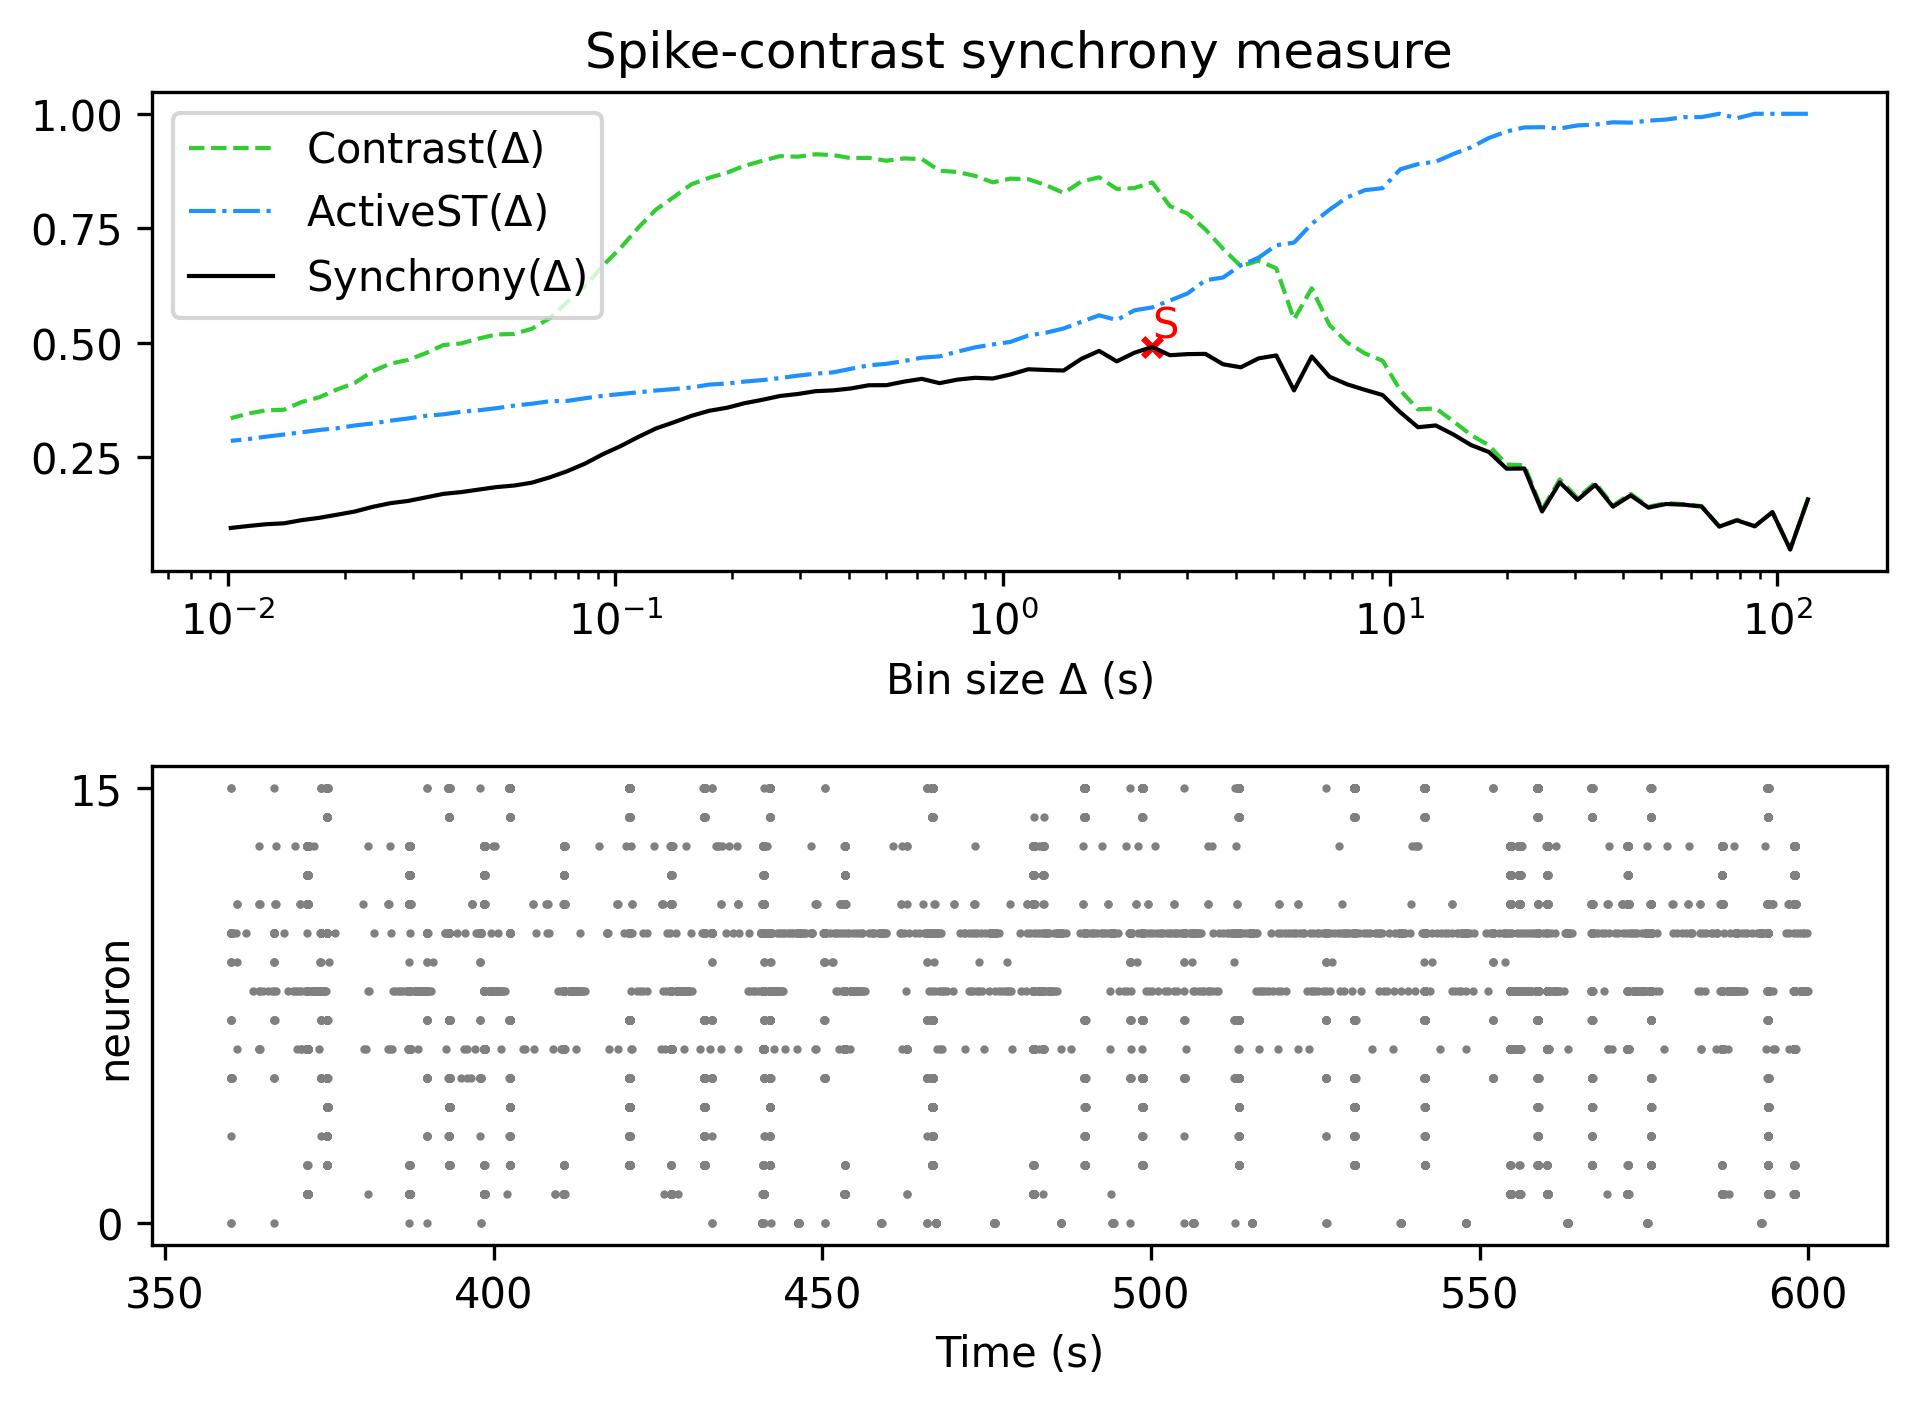 Spike-contrast synchrony measure
1.00
0.75
0.50
0.25
Contrast(Δ)
ActiveST(Δ)
Synchrony(Δ)
S
10⁻² 10⁻¹ 10⁰ 10¹ 10²
Bin size Δ (s)
15
0
neuron
350 400 450 500 550 600
Time (s)